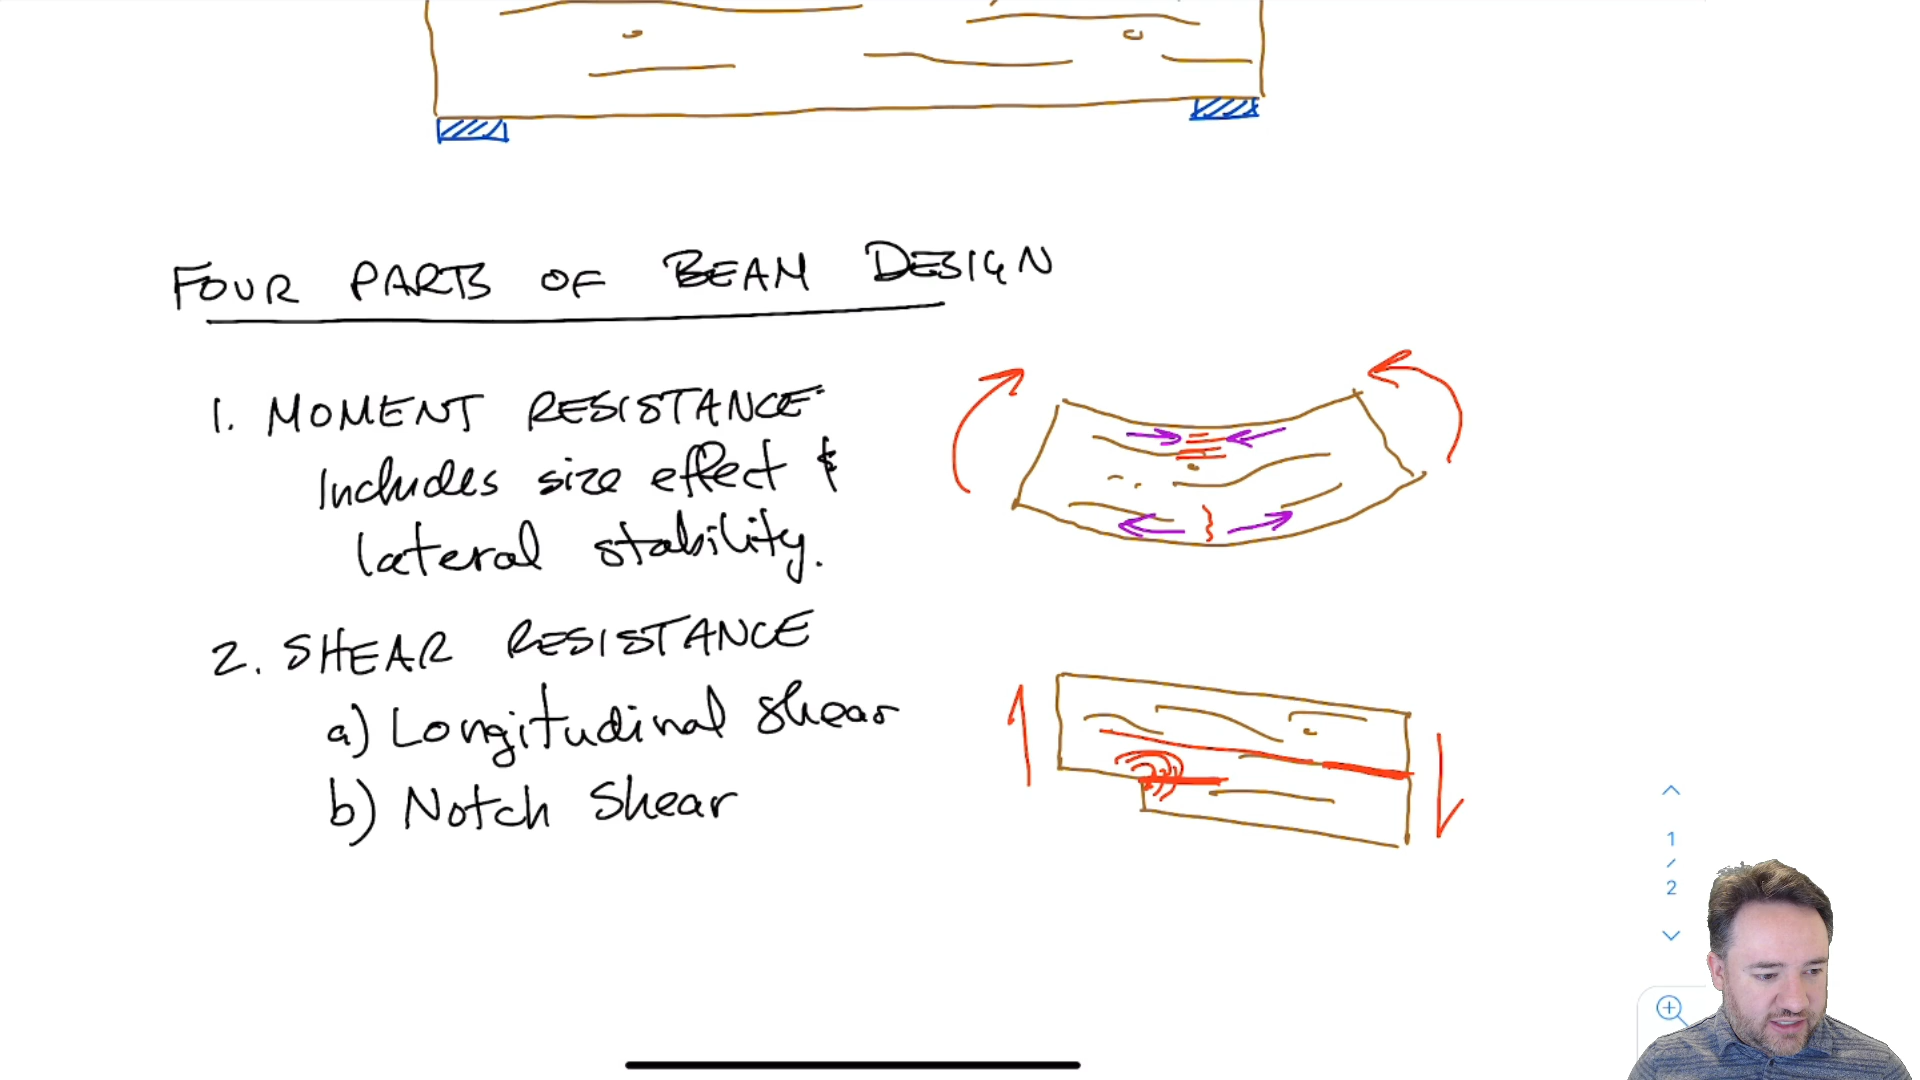 FOUR PARTS OF BEAM DESIGN
1. MOMENT RESISTANCE
Includes size effect &
lateral stability.
2. SHEAR RESISTANCE
a) Longitudinal shear
b) Notch Shear
1
/
2